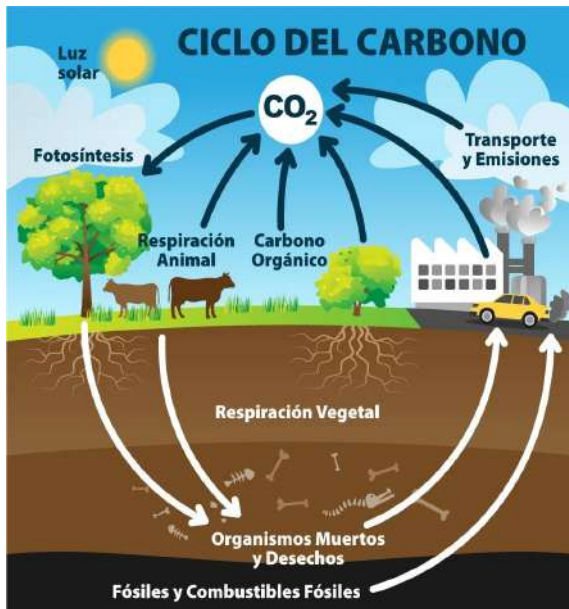 CICLO DEL CARBONO
Luz
solar
CO₂
Fotosíntesis
Transporte
y Emisiones
Respiración
Animal
Carbono
Orgánico
Respiración Vegetal
Organismos Muertos
y Desechos
Fósiles y Combustibles Fósiles